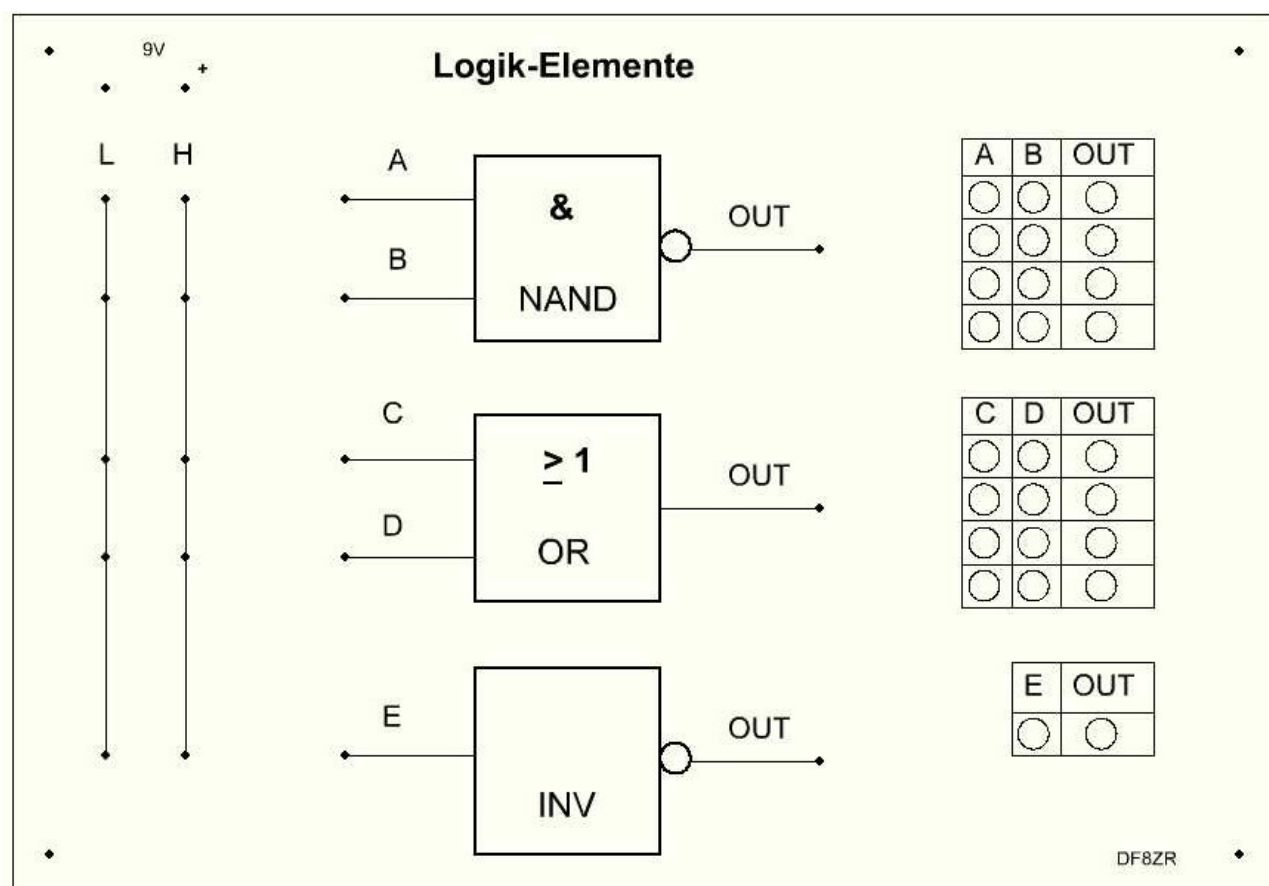 9V
+
Logik-Elemente
L H
A
B
&
NAND
OUT
A B OUT
C
D
≥ 1
OR
OUT
C D OUT
E
INV
OUT
E OUT
DF8ZR